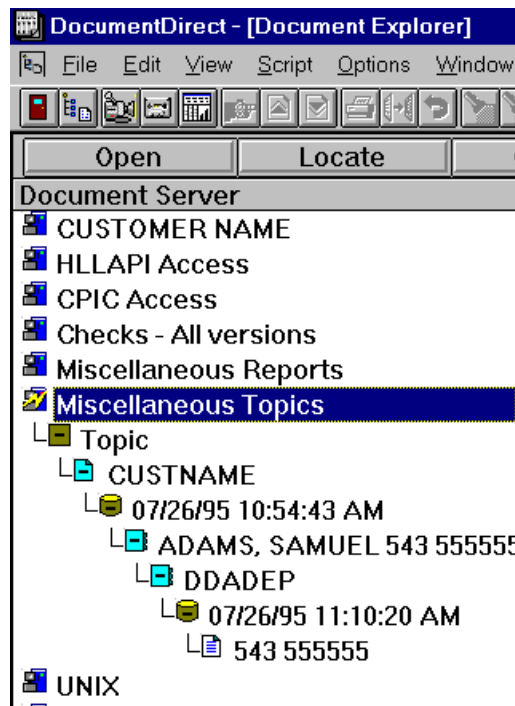 DocumentDirect - [Document Explorer]
File Edit View Script Options Window
Open Locate
Document Server
CUSTOMER NAME
HLLAPI Access
CPIC Access
Checks - All versions
Miscellaneous Reports
Miscellaneous Topics
Topic
CUSTNAME
07/26/95 10:54:43 AM
ADAMS, SAMUEL 543 555555
DDADEP
07/26/95 11:10:20 AM
543 555555
UNIX